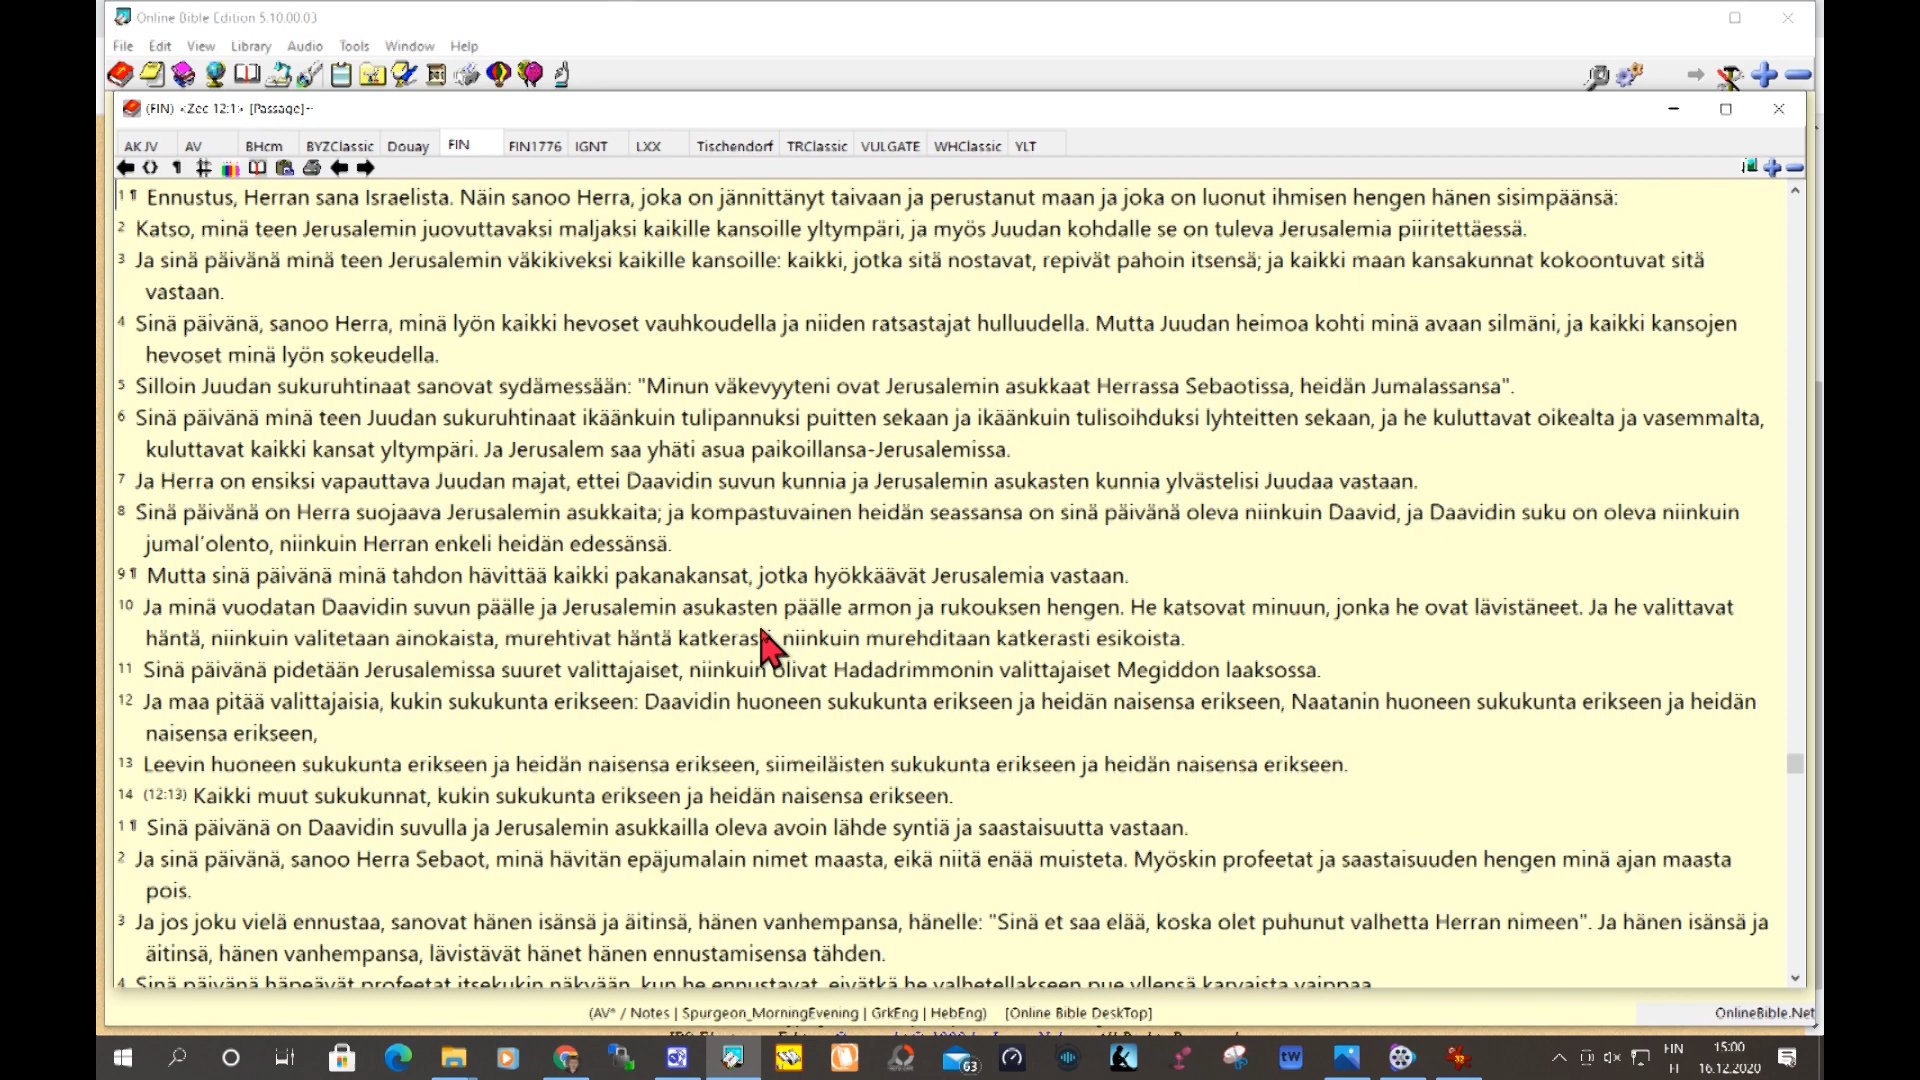 Online Bible Edition 5.10.00.03
File Edit View Library Audio Tools Window Help
(FIN) <Zec 12:1> [Passage]~
AKJV AV BHcm BYZClassic Douay FIN FIN1776 IGNT LXX Tischendorf TRClassic VULGATE WHClassic YLT
1 ¶ Ennustus, Herran sana Israelista. Näin sanoo Herra, joka on jännittänyt taivaan ja perustanut maan ja joka on luonut ihmisen hengen hänen sisimpäänsä:
2 Katso, minä teen Jerusalemin juovuttavaksi maljaksi kaikille kansoille yltympäri, ja myös Juudan kohdalle se on tuleva Jerusalemia piiritettäessä.
3 Ja sinä päivänä minä teen Jerusalemin väkikiveksi kaikille kansoille: kaikki, jotka sitä nostavat, repivät pahoin itsensä; ja kaikki maan kansakunnat kokoontuvat sitä
vastaan.
4 Sinä päivänä, sanoo Herra, minä lyön kaikki hevoset vauhkoudella ja niiden ratsastajat hulluudella. Mutta Juudan heimoa kohti minä avaan silmäni, ja kaikki kansojen
hevoset minä lyön sokeudella.
5 Silloin Juudan sukuruhtinaat sanovat sydämessään: "Minun väkevyyteni ovat Jerusalemin asukkaat Herrassa Sebaotissa, heidän Jumalassansa".
6 Sinä päivänä minä teen Juudan sukuruhtinaat ikäänkuin tulipannuksi puitten sekaan ja ikäänkuin tulisoihduksi lyhteitten sekaan, ja he kuluttavat oikealta ja vasemmalta,
kuluttavat kaikki kansat yltympäri. Ja Jerusalem saa yhäti asua paikoillansa-Jerusalemissa.
7 Ja Herra on ensiksi vapauttava Juudan majat, ettei Daavidin suvun kunnia ja Jerusalemin asukasten kunnia ylvästelisi Juudaa vastaan.
8 Sinä päivänä on Herra suojaava Jerusalemin asukkaita; ja kompastuvainen heidän seassansa on sinä päivänä oleva niinkuin Daavid, ja Daavidin suku on oleva niinkuin
jumal´olento, niinkuin Herran enkeli heidän edessänsä.
9 ¶ Mutta sinä päivänä minä tahdon hävittää kaikki pakanakansat, jotka hyökkäävät Jerusalemia vastaan.
10 Ja minä vuodatan Daavidin suvun päälle ja Jerusalemin asukasten päälle armon ja rukouksen hengen. He katsovat minuun, jonka he ovat lävistäneet. Ja he valittavat
häntä, niinkuin valitetaan ainokaista, murehtivat häntä katkerasti, niinkuin murehditaan katkerasti esikoista.
11 Sinä päivänä pidetään Jerusalemissa suuret valittajaiset, niinkuin olivat Hadadrimmonin valittajaiset Megiddon laaksossa.
12 Ja maa pitää valittajaisia, kukin sukukunta erikseen: Daavidin huoneen sukukunta erikseen ja heidän naisensa erikseen, Naatanin huoneen sukukunta erikseen ja heidän
naisensa erikseen,
13 Leevin huoneen sukukunta erikseen ja heidän naisensa erikseen, siimeiläisten sukukunta erikseen ja heidän naisensa erikseen.
14 (12:13) Kaikki muut sukukunnat, kukin sukukunta erikseen ja heidän naisensa erikseen.
1 ¶ Sinä päivänä on Daavidin suvulla ja Jerusalemin asukkailla oleva avoin lähde syntiä ja saastaisuutta vastaan.
2 Ja sinä päivänä, sanoo Herra Sebaot, minä hävitän epäjumalain nimet maasta, eikä niitä enää muisteta. Myöskin profeetat ja saastaisuuden hengen minä ajan maasta
pois.
3 Ja jos joku vielä ennustaa, sanovat hänen isänsä ja äitinsä, hänen vanhempansa, hänelle: "Sinä et saa elää, koska olet puhunut valhetta Herran nimeen". Ja hänen isänsä ja
äitinsä, hänen vanhempansa, lävistävät hänet hänen ennustamisensa tähden.
4 Sinä päivänä häpeävät profeetat itsekukin näkyään, kun he ennustavat, eivätkä he valhetellakseen pue yllensä karvaista vaippaa
(AV* / Notes | Spurgeon_MorningEvening | GrkEng | HebEng) [Online Bible DeskTop]
OnlineBible.Net
63
tw
32
15:00
16.12.2020